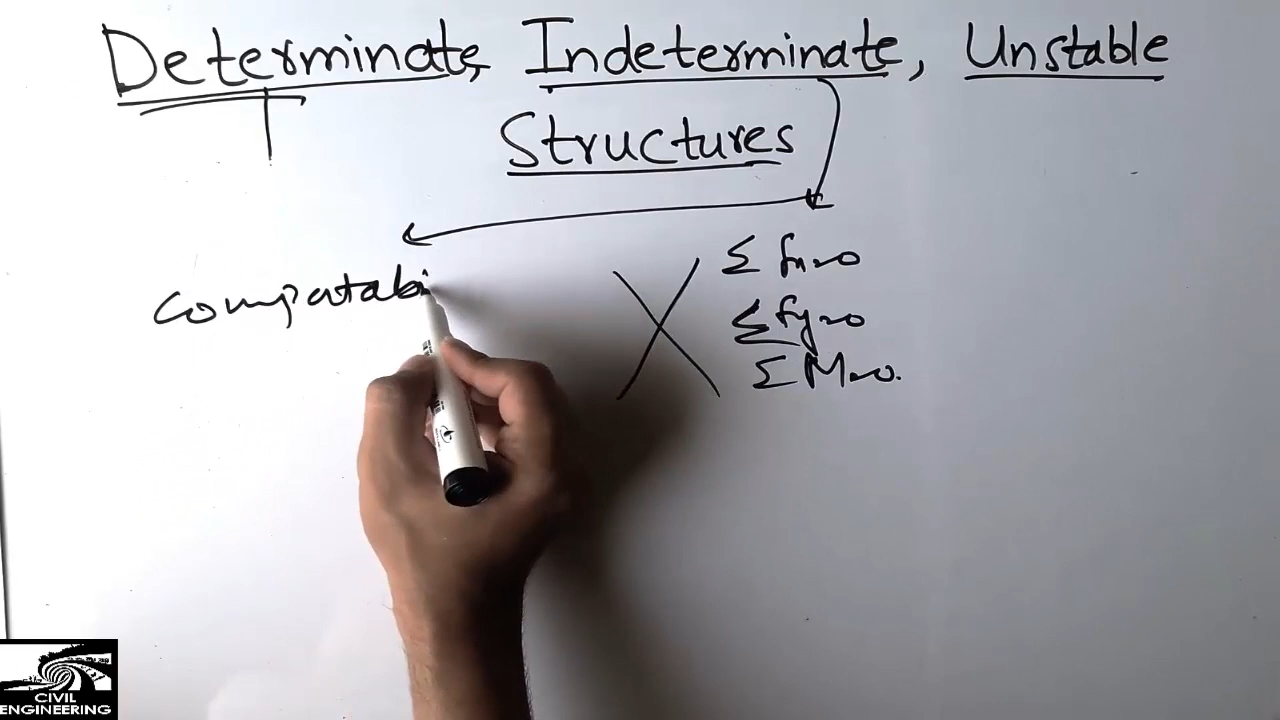 Determinate, Indeterminate, Unstable
Structures
Σ fx=0
compatabi
Σ fy=0
Σ M=0.
CIVIL
ENGINEERING